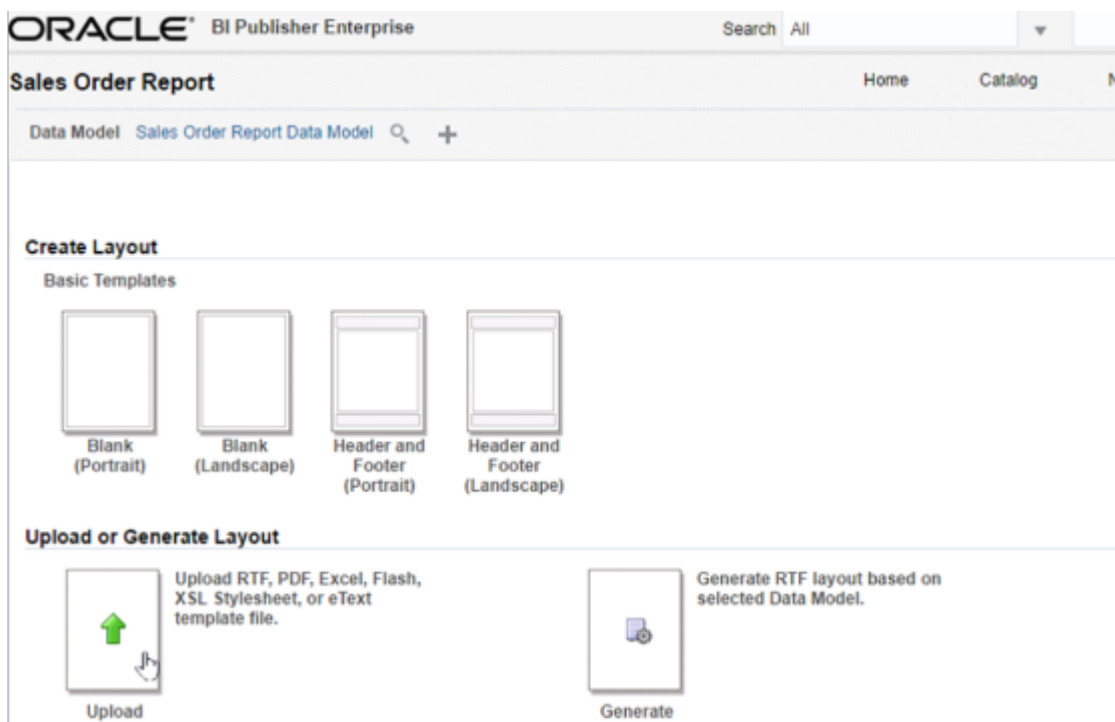 ORACLE® BI Publisher Enterprise Search All
Sales Order Report Home Catalog N
Data Model Sales Order Report Data Model
Create Layout
Basic Templates
Blank
(Portrait)
Blank
(Landscape)
Header and
Footer
(Portrait)
Header and
Footer
(Landscape)
Upload or Generate Layout
Upload RTF, PDF, Excel, Flash,
XSL Stylesheet, or eText
template file.
Upload
Generate RTF layout based on
selected Data Model.
Generate